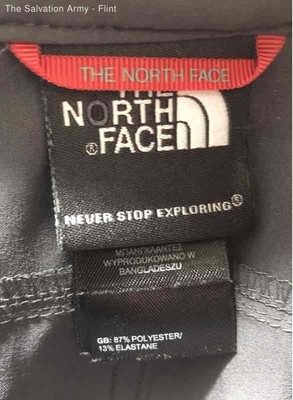 The Salvation Army - Flint
THE NORTH FACE
THE
NORTH
FACE
®
NEVER STOP EXPLORING®
ΜΠΑΝΓΚΛΑΝΤΕΣ
WYPRODUKOWANO W
BANGLADESZU
GB: 87% POLYESTER/
13% ELASTANE